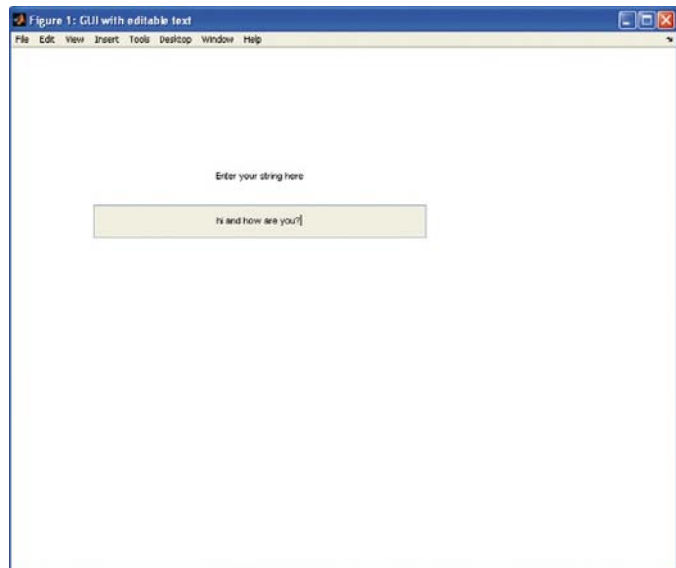 Figure 1: GUI with editable text
File Edit View Insert Tools Desktop Window Help
Enter your string here
hi and how are you?